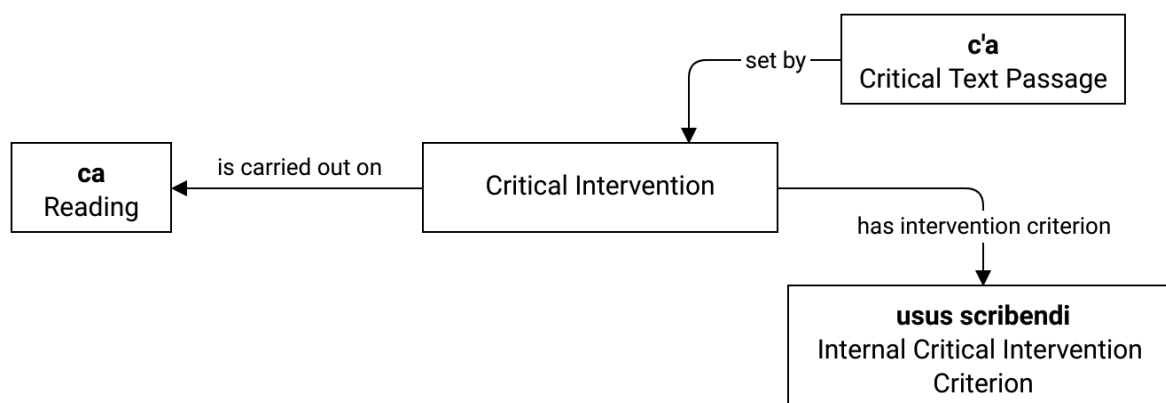 c'a
Critical Text Passage
set by
ca
Reading
is carried out on
Critical Intervention
has intervention criterion
usus scribendi
Internal Critical Intervention
Criterion